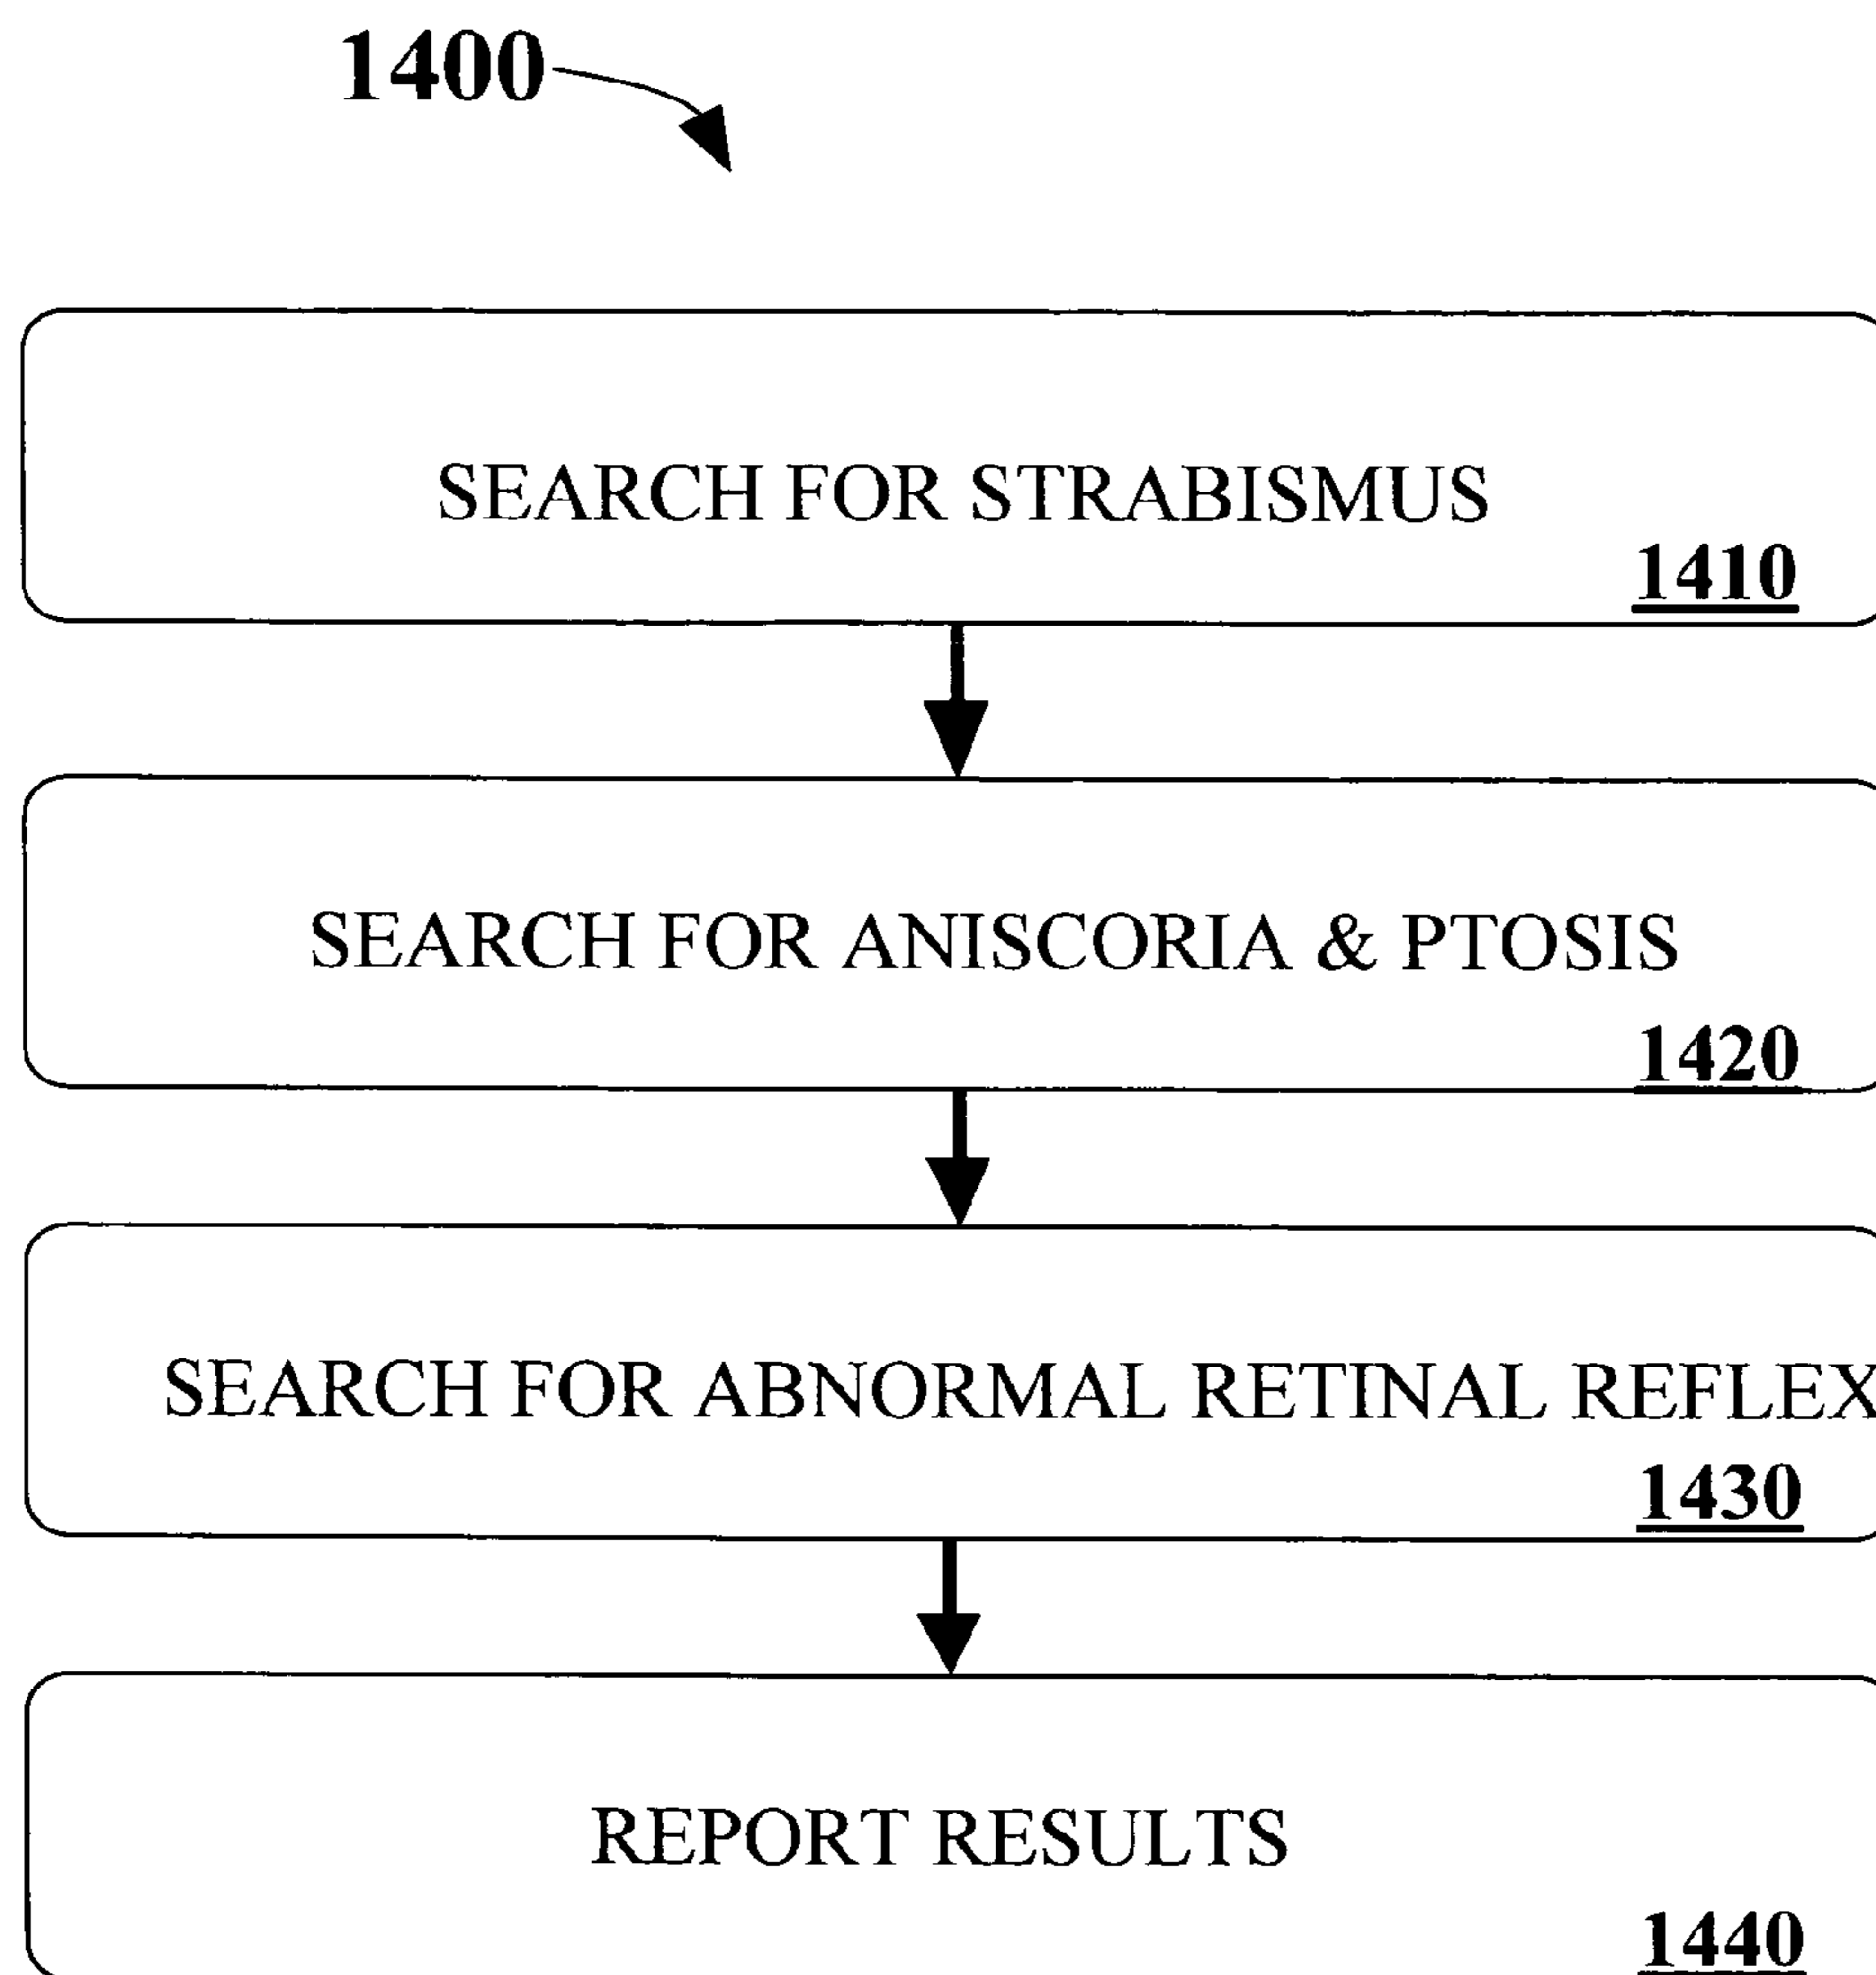 1400
SEARCH FOR STRABISMUS
1410
SEARCH FOR ANISCORIA & PTOSIS
1420
SEARCH FOR ABNORMAL RETINAL REFLEX
1430
REPORT RESULTS
1440